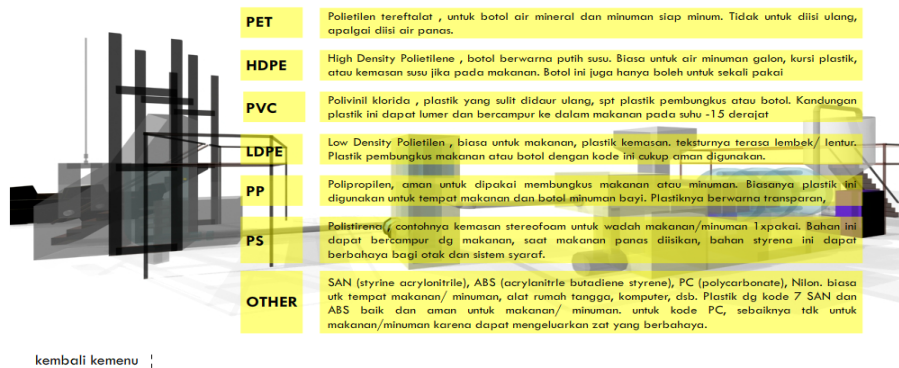 PET
Polietilen tereftalat , untuk botol air mineral dan minuman siap minum. Tidak untuk diisi ulang,
apalgai diisi air panas.
HDPE
High Density Polietilene , botol berwarna putih susu. Biasa untuk air minuman galon, kursi plastik,
atau kemasan susu jika pada makanan. Botol ini juga hanya boleh untuk sekali pakai
PVC
Polivinil klorida , plastik yang sulit didaur ulang, spt plastik pembungkus atau botol. Kandungan
plastik ini dapat lumer dan bercampur ke dalam makanan pada suhu -15 derajat
LDPE
Low Density Polietilen , biasa untuk makanan, plastik kemasan. teksturnya terasa lembek/ lentur.
Plastik pembungkus makanan atau botol dengan kode ini cukup aman digunakan.
PP
Polipropilen, aman untuk dipakai membungkus makanan atau minuman. Biasanya plastik ini
digunakan untuk tempat makanan dan botol minuman bayi. Plastiknya berwarna transparan,
PS
Polistirena , contohnya kemasan stereofoam untuk wadah makanan/minuman 1xpakai. Bahan ini
dapat bercampur dg makanan, saat makanan panas diisikan, bahan styrena ini dapat
berbahaya bagi otak dan sistem syaraf.
OTHER
SAN (styrine acrylonitrile), ABS (acrylanitrle butadiene styrene), PC (polycarbonate), Nilon. biasa
utk tempat makanan/ minuman, alat rumah tangga, komputer, dsb. Plastik dg kode 7 SAN dan
ABS baik dan aman untuk makanan/ minuman. untuk kode PC, sebaiknya tdk untuk
makanan/minuman karena dapat mengeluarkan zat yang berbahaya.
kembali kemenu